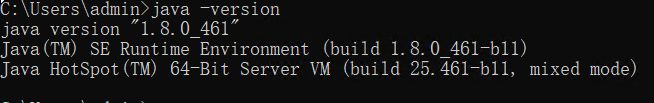 C:\Users\admin>java -version
java version "1.8.0_461"
Java(TM) SE Runtime Environment (build 1.8.0_461-b11)
Java HotSpot(TM) 64-Bit Server VM (build 25.461-b11, mixed mode)